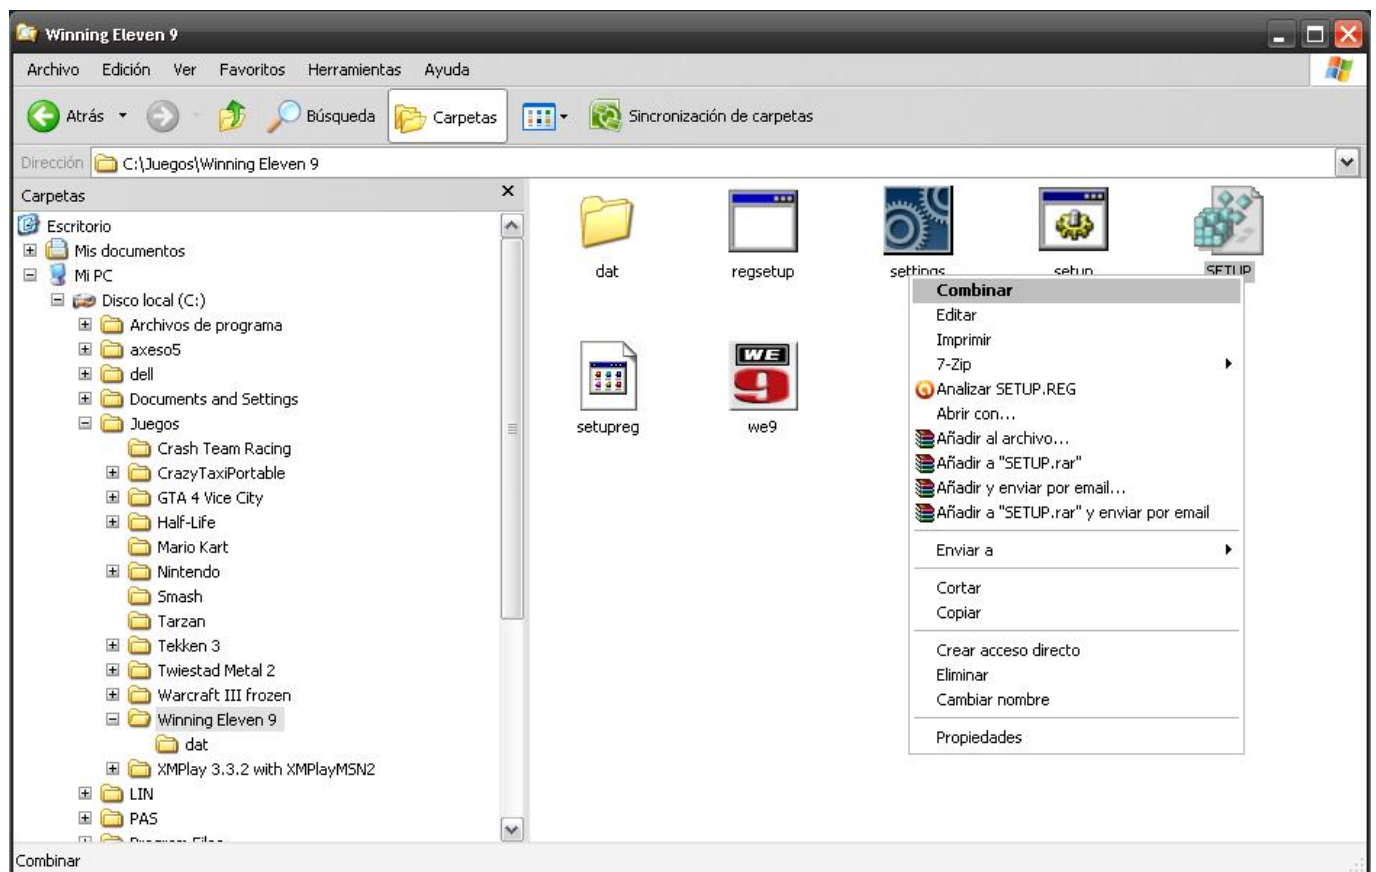 Winning Eleven 9
Archivo Edición Ver Favoritos Herramientas Ayuda
Atrás Búsqueda Carpetas Sincronización de carpetas
Dirección C:\Juegos\Winning Eleven 9
Carpetas
Escritorio
Mis documentos
Mi PC
Disco local (C:)
Archivos de programa
axeso5
dell
Documents and Settings
Juegos
Crash Team Racing
CrazyTaxiPortable
GTA 4 Vice City
Half-Life
Mario Kart
Nintendo
Smash
Tarzan
Tekken 3
Twiestad Metal 2
Warcraft III frozen
Winning Eleven 9
dat
XMPlay 3.3.2 with XMPlayMSN2
LIN
PAS
Program Files
dat regsetup settings setup SETUP
WE
9
setupreg we9
Combinar
Editar
Imprimir
7-Zip
Analizar SETUP.REG
Abrir con...
Añadir al archivo...
Añadir a "SETUP.rar"
Añadir y enviar por email...
Añadir a "SETUP.rar" y enviar por email
Enviar a
Cortar
Copiar
Crear acceso directo
Eliminar
Cambiar nombre
Propiedades
Combinar